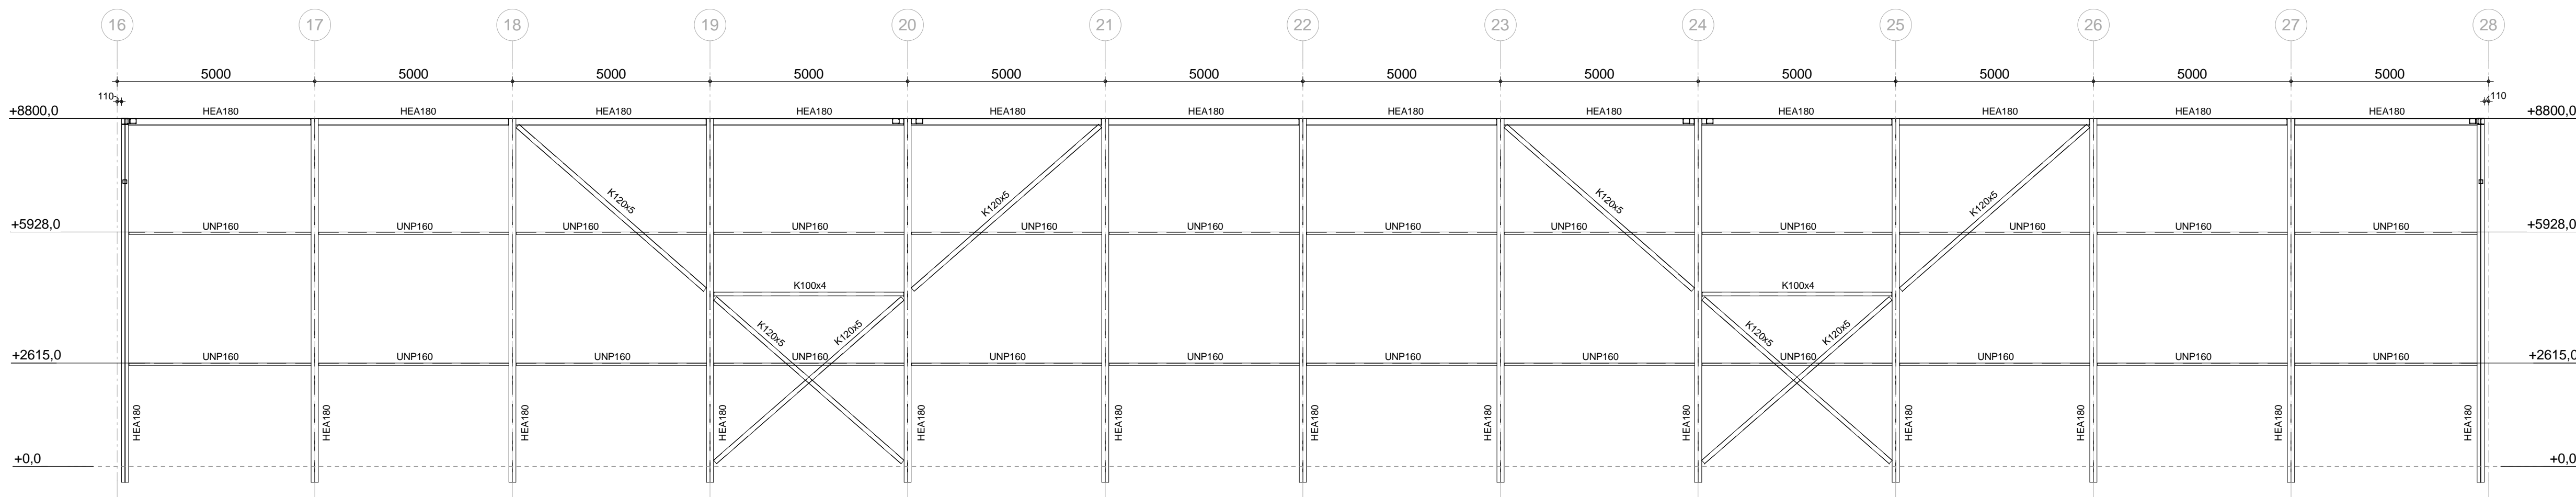 16 17 18 19 20 21 22 23 24 25 26 27 28
5000 5000 5000 5000 5000 5000 5000 5000 5000 5000 5000 5000
110 110
+8800,0 HEA180 HEA180 HEA180 HEA180 HEA180 HEA180 HEA180 HEA180 HEA180 HEA180 HEA180 HEA180 +8800,0
K120x5 K120x5 K120x5 K120x5
+5928,0 UNP160 UNP160 UNP160 UNP160 UNP160 UNP160 UNP160 UNP160 UNP160 UNP160 UNP160 UNP160 +5928,0
K100x4 K100x4
K120x5 K120x5 K120x5 K120x5
+2615,0 UNP160 UNP160 UNP160 UNP160 UNP160 UNP160 UNP160 UNP160 UNP160 UNP160 UNP160 UNP160 +2615,0
HEA180 HEA180 HEA180 HEA180 HEA180 HEA180 HEA180 HEA180 HEA180 HEA180 HEA180 HEA180
+0,0 +0,0